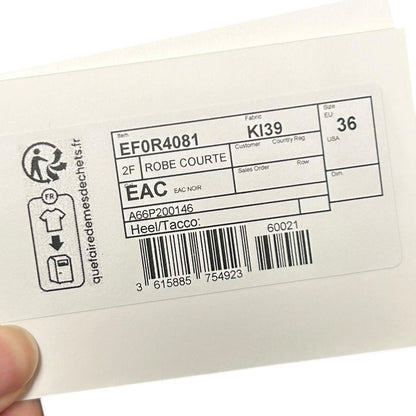 quefairedemesdechets.fr
FR
Item
Fabric
Size
EF0R4081
KI39
EU:
36
2F
ROBE COURTE
Customer
Country Reg.
USA:
Sales Order
Row
EAC
EAC NOIR
Dim.
A66P200146
Heel/Tacco:
60021
3 615885 754923